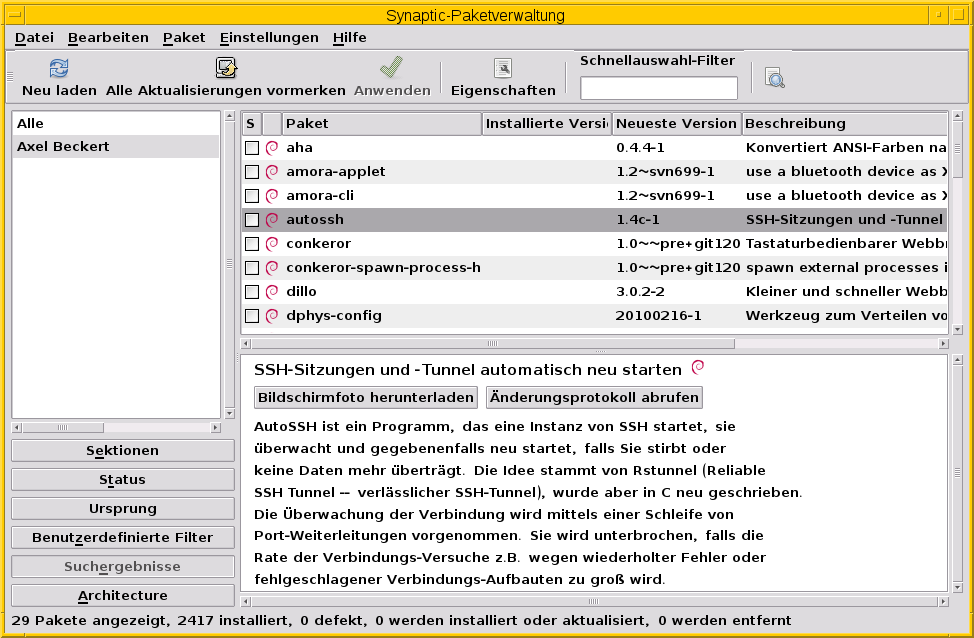 Synaptic-Paketverwaltung
Datei Bearbeiten Paket Einstellungen Hilfe
Neu laden Alle Aktualisierungen vormerken Anwenden Eigenschaften Schnellauswahl-Filter
Alle
Axel Beckert
S Paket Installierte Versi Neueste Version Beschreibung
aha 0.4.4-1 Konvertiert ANSI-Farben na
amora-applet 1.2~svn699-1 use a bluetooth device as X
amora-cli 1.2~svn699-1 use a bluetooth device as X
autossh 1.4c-1 SSH-Sitzungen und -Tunnel
conkeror 1.0~~pre+git120 Tastaturbedienbarer Webbr
conkeror-spawn-process-h 1.0~~pre+git120 spawn external processes i
dillo 3.0.2-2 Kleiner und schneller Webb
dphys-config 20100216-1 Werkzeug zum Verteilen vo
SSH-Sitzungen und -Tunnel automatisch neu starten
Bildschirmfoto herunterladen Änderungsprotokoll abrufen
AutoSSH ist ein Programm, das eine Instanz von SSH startet, sie
überwacht und gegebenenfalls neu startet, falls Sie stirbt oder
keine Daten mehr überträgt. Die Idee stammt von Rstunnel (Reliable
SSH Tunnel -- verlässlicher SSH-Tunnel), wurde aber in C neu geschrieben.
Die Überwachung der Verbindung wird mittels einer Schleife von
Port-Weiterleitungen vorgenommen. Sie wird unterbrochen, falls die
Rate der Verbindungs-Versuche z.B. wegen wiederholter Fehler oder
fehlgeschlagener Verbindungs-Aufbauten zu groß wird.
Sektionen
Status
Ursprung
Benutzerdefinierte Filter
Suchergebnisse
Architecture
29 Pakete angezeigt, 2417 installiert, 0 defekt, 0 werden installiert oder aktualisiert, 0 werden entfernt